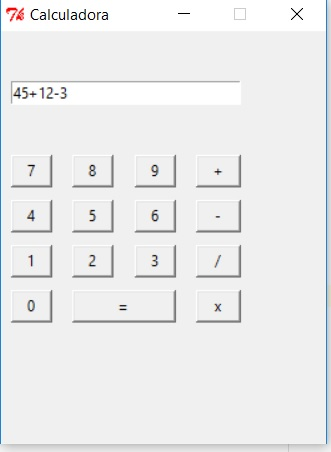 Calculadora
45+12-3
7 8 9 +
4 5 6 -
1 2 3 /
0 = x